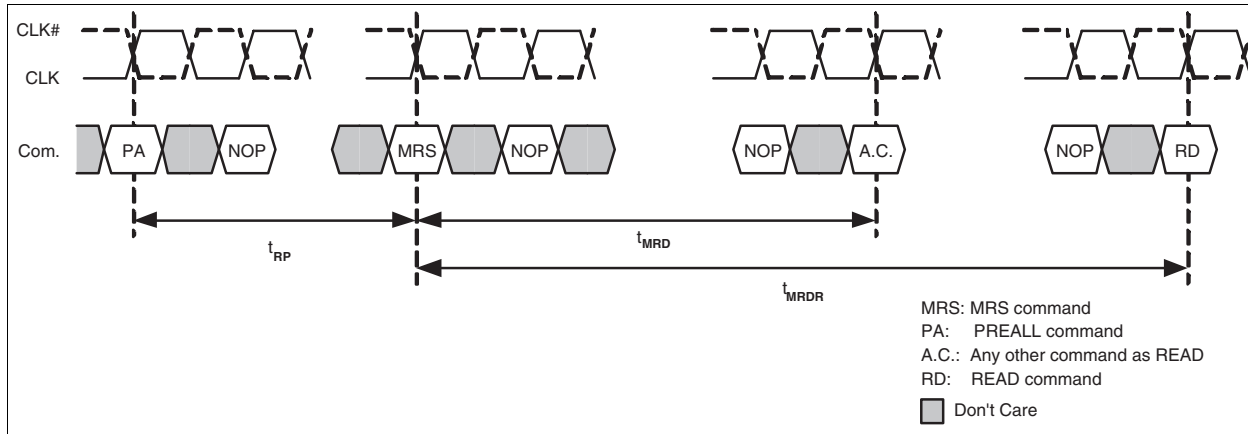 CLK#
CLK
Com.
PA
NOP
MRS
NOP
NOP
A.C.
NOP
RD
tRP
tMRD
tMRDR
MRS: MRS command
PA: PREALL command
A.C.: Any other command as READ
RD: READ command
Don't Care